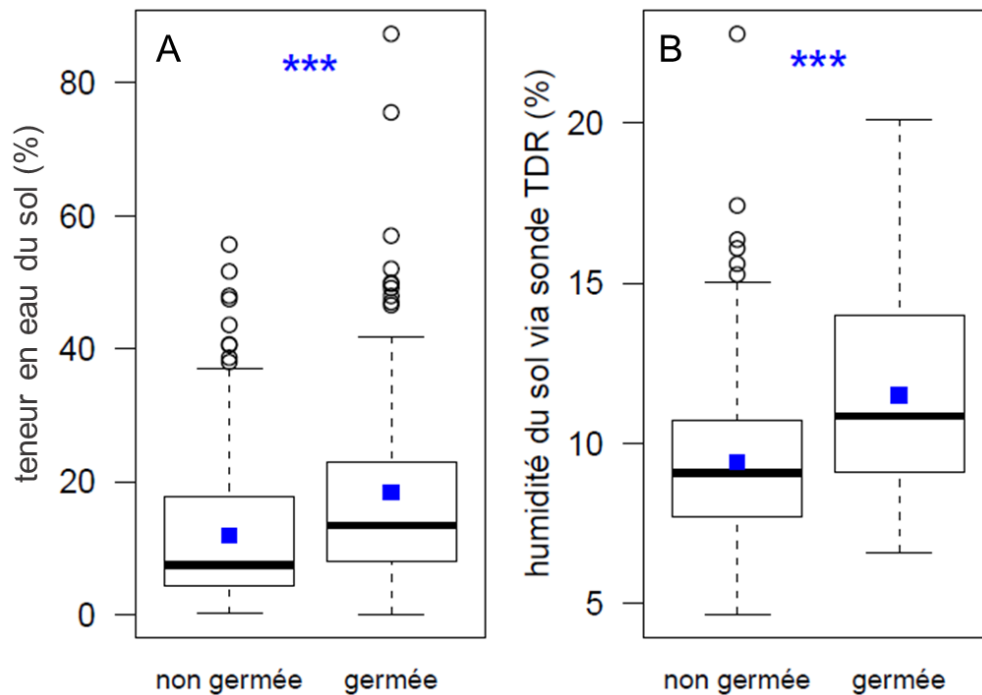 A
***
teneur en eau du sol (%)
80
60
40
20
0
non germée
germée
B
***
humidité du sol via sonde TDR (%)
20
15
10
5
non germée
germée